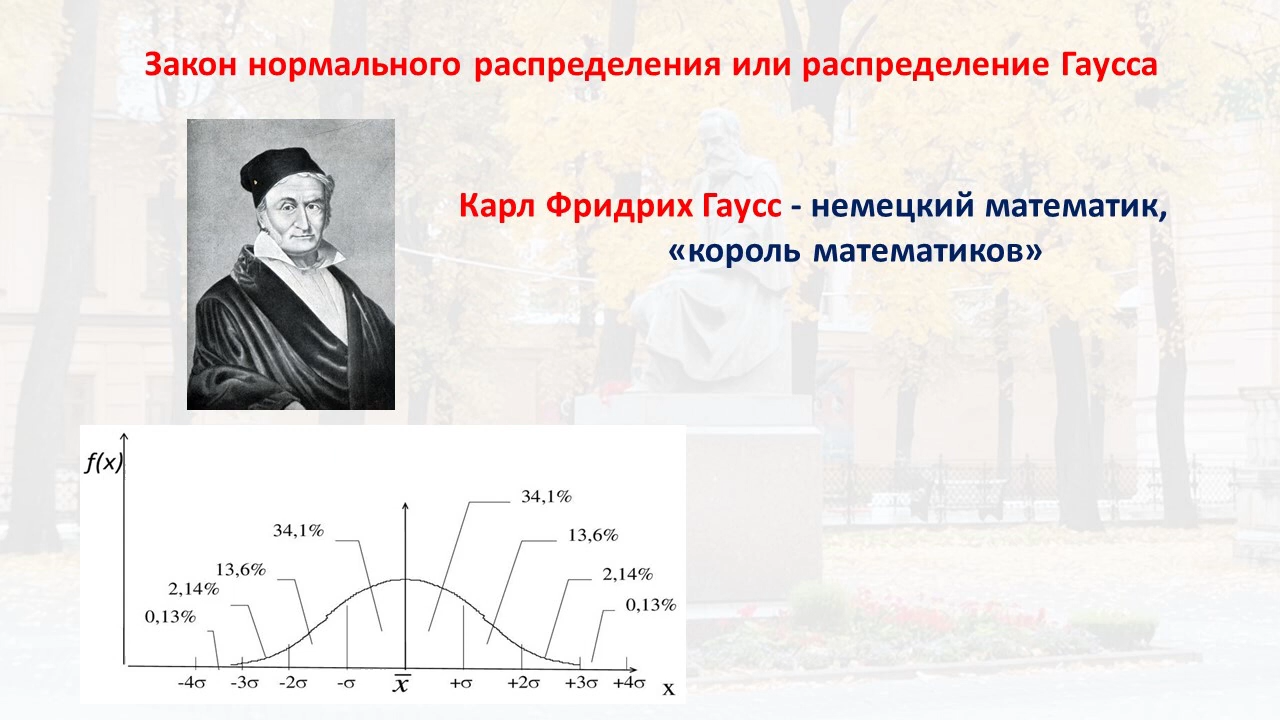 Закон нормального распределения или распределение Гаусса
Карл Фридрих Гаусс - немецкий математик,
«король математиков»
f(x)
34,1%
34,1%
13,6%
13,6%
2,14%
2,14%
0,13%
0,13%
-4σ -3σ -2σ -σ x̅ +σ +2σ +3σ +4σ x